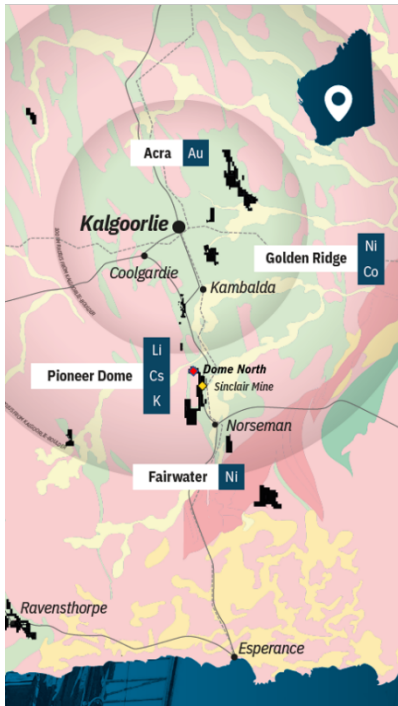 Acra Au
Kalgoorlie
Golden Ridge Ni
Co
Coolgardie
Kambalda
Pioneer Dome Li
Cs
K
Dome North
Sinclair Mine
Norseman
Fairwater Ni
Ravensthorpe
Esperance